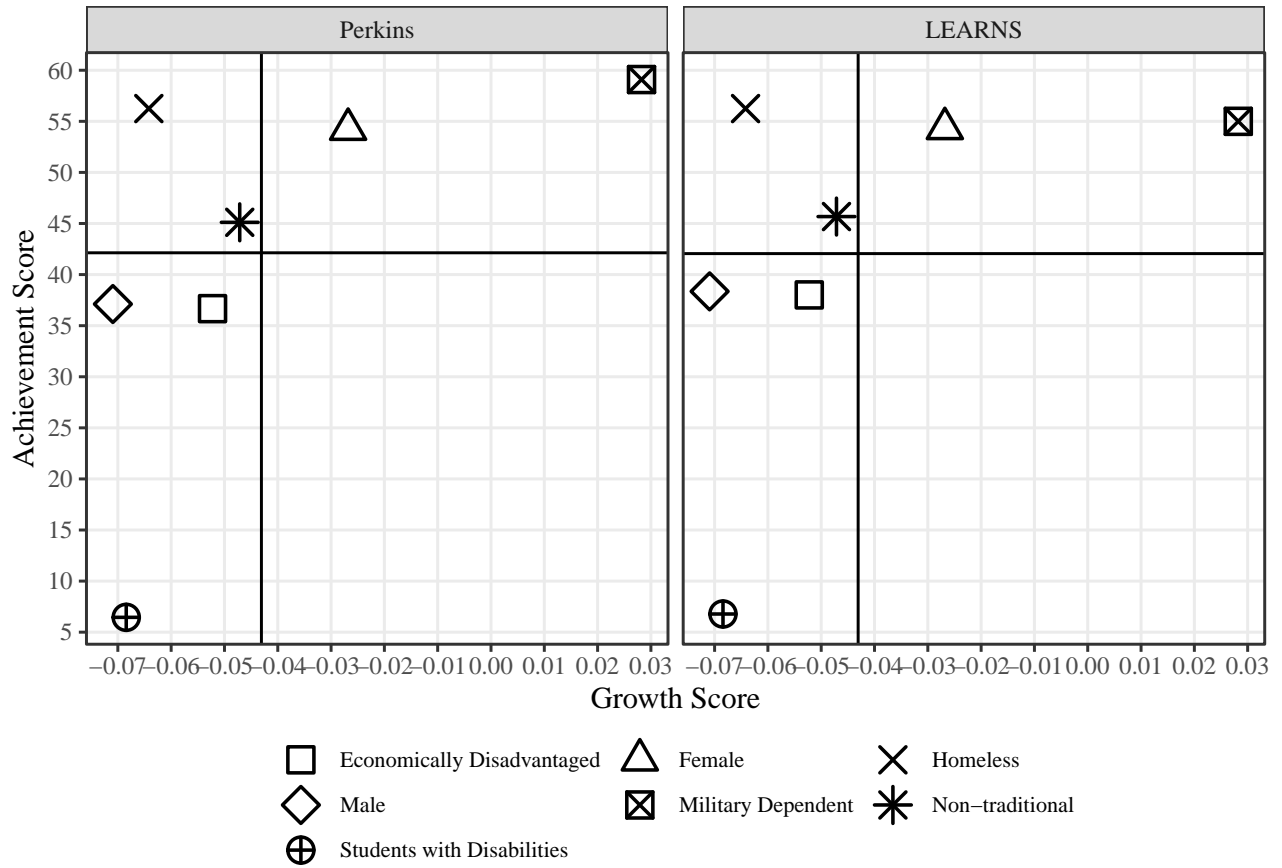 Perkins
LEARNS
Achievement Score
60
55
50
45
40
35
30
25
20
15
10
5
−0.07 −0.06 −0.05 −0.04 −0.03 −0.02 −0.01 0.00 0.01 0.02 0.03
−0.07 −0.06 −0.05 −0.04 −0.03 −0.02 −0.01 0.00 0.01 0.02 0.03
Growth Score
Economically Disadvantaged Female Homeless
Male Military Dependent Non−traditional
Students with Disabilities